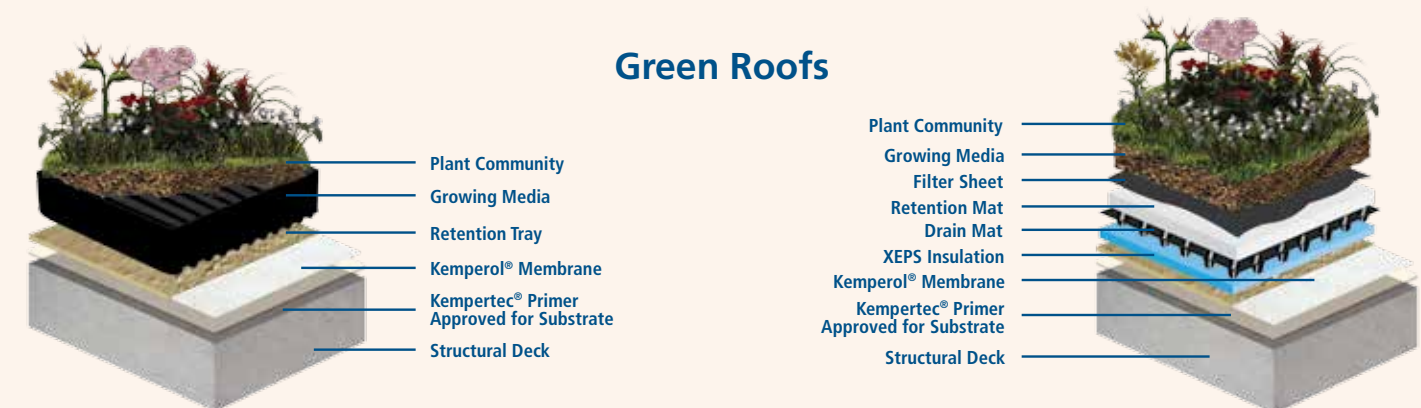 Green Roofs
Plant Community
Growing Media
Retention Tray
Kemperol® Membrane
Kempertec® Primer
Approved for Substrate
Structural Deck
Plant Community
Growing Media
Filter Sheet
Retention Mat
Drain Mat
XEPS Insulation
Kemperol® Membrane
Kempertec® Primer
Approved for Substrate
Structural Deck